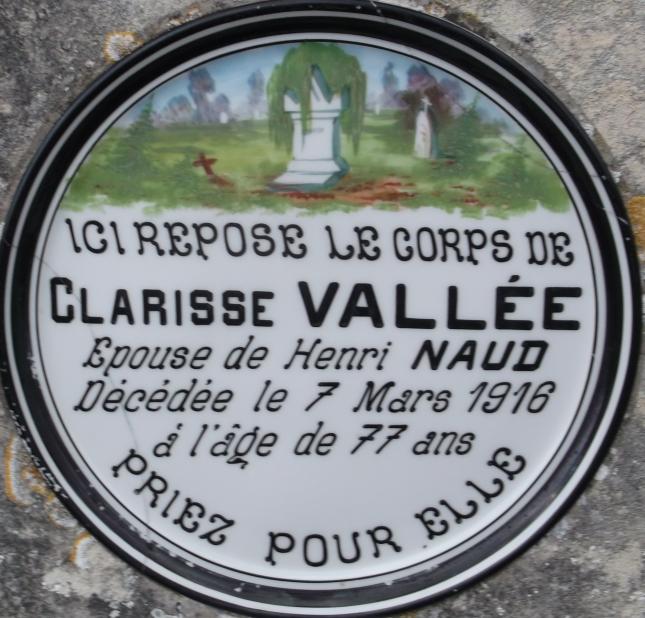 ICI REPOSE LE CORPS DE
CLARISSE VALLÉE
Epouse de Henri NAUD
Décédée le 7 Mars 1916
á l'âge de 77 ans
PRIEZ POUR ELLE